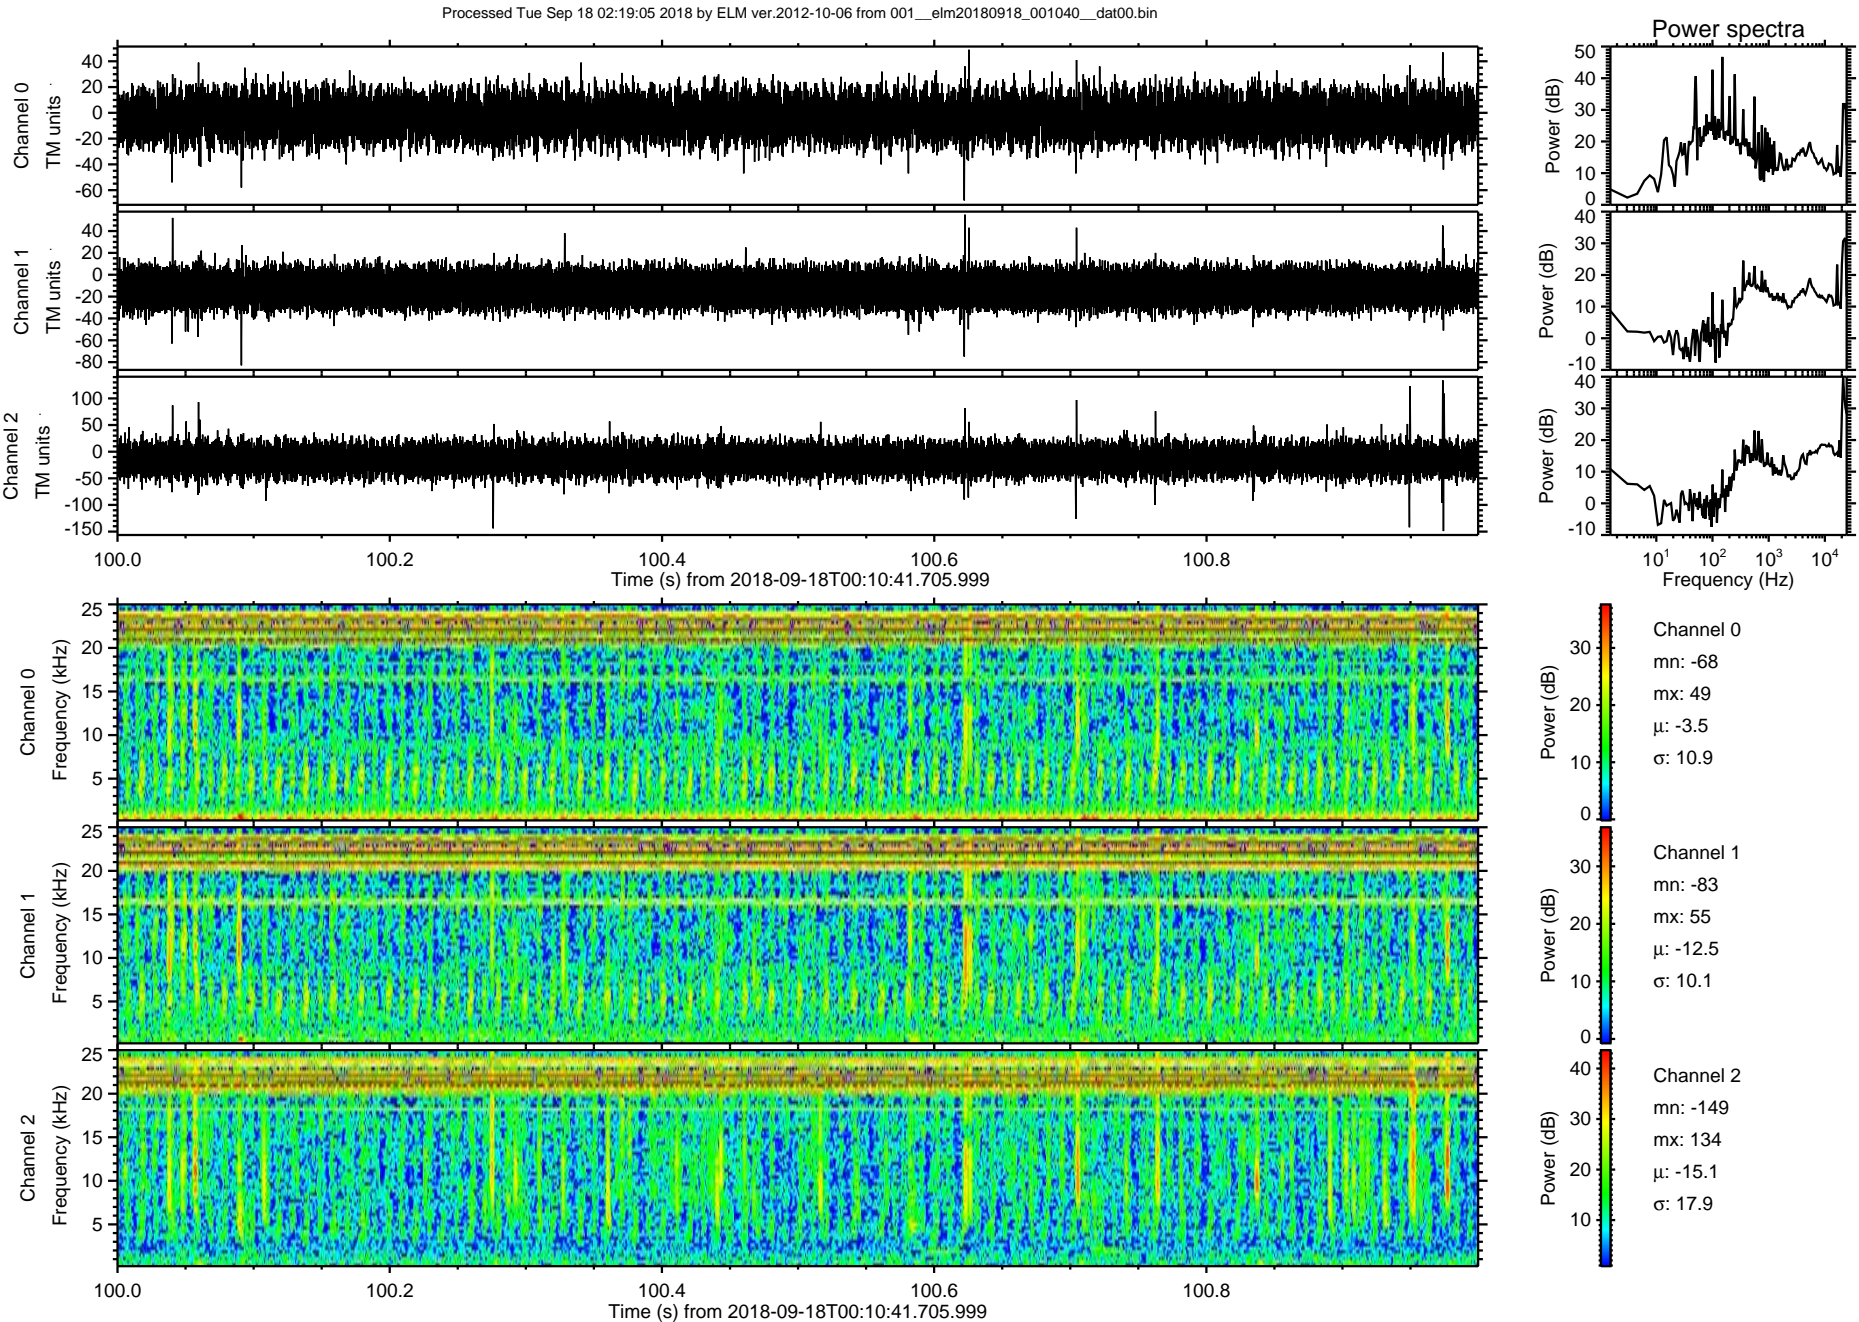 Processed Tue Sep 18 02:19:05 2018 by ELM ver.2012-10-06 from 001__elm20180918_001040__dat00.bin
Power spectra
Channel 0
TM units
40
20
0
-20
-40
-60
Power (dB)
50
40
30
20
10
0
Channel 1
TM units
40
20
0
-20
-40
-60
-80
Power (dB)
40
30
20
10
0
-10
Channel 2
TM units
100
50
0
-50
-100
-150
Power (dB)
40
30
20
10
0
-10
100.0 100.2 100.4 100.6 100.8
Time (s) from 2018-09-18T00:10:41.705.999
10^1 10^2 10^3 10^4
Frequency (Hz)
Channel 0
Frequency (kHz)
25
20
15
10
5
Power (dB)
30
20
10
0
Channel 0
mn: -68
mx: 49
μ: -3.5
σ: 10.9
Channel 1
Frequency (kHz)
25
20
15
10
5
Power (dB)
30
20
10
0
Channel 1
mn: -83
mx: 55
μ: -12.5
σ: 10.1
Channel 2
Frequency (kHz)
25
20
15
10
5
Power (dB)
40
30
20
10
Channel 2
mn: -149
mx: 134
μ: -15.1
σ: 17.9
100.0 100.2 100.4 100.6 100.8
Time (s) from 2018-09-18T00:10:41.705.999